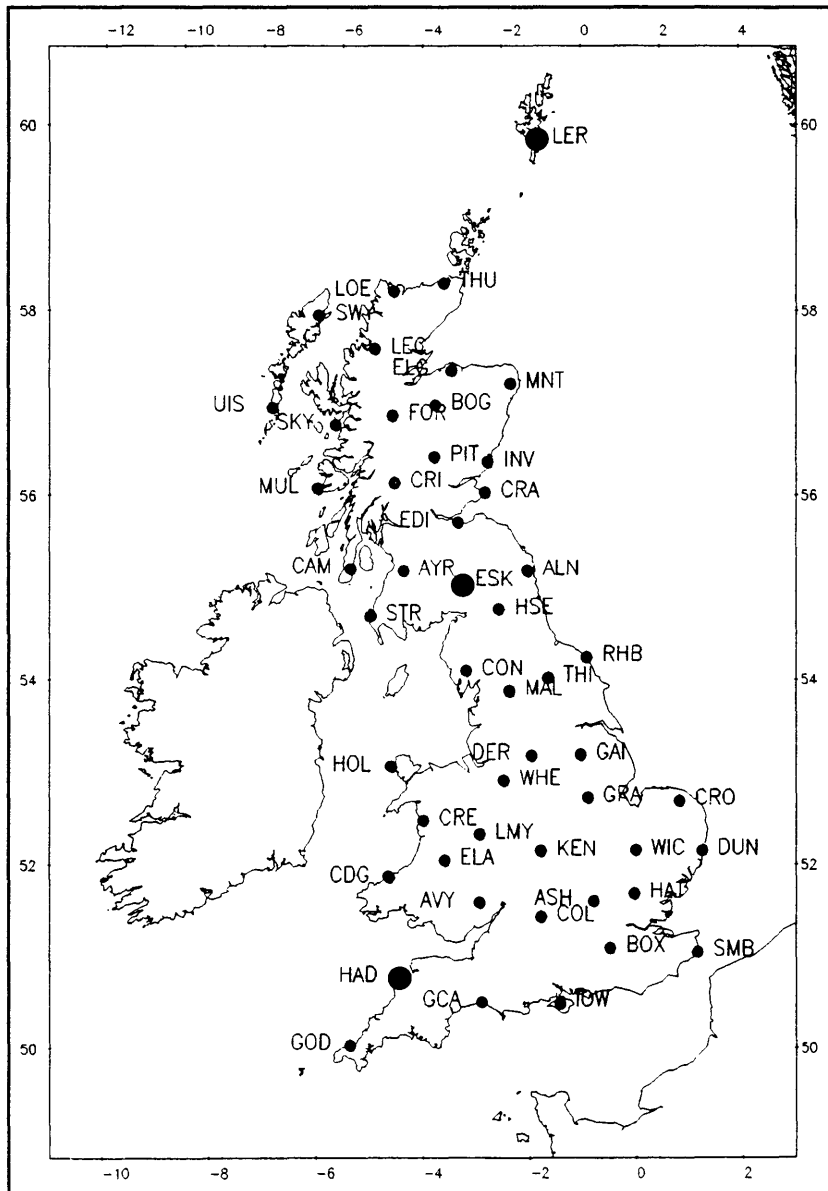 -12 -10 -8 -6 -4 -2 0 2 4
60 60
LER
LOE THU
58 SWY 58
LEC
ELG
MNT
UIS SKY FOR BOG
PIT INV
MUL CRI CRA
56 56
EDI
CAM AYR ESK ALN
STR HSE
RHB
CON THI
54 MAL 54
DER GAI
HOL WHE
GRA CRO
CRE LMY
ELA KEN WIC DUN
52 CDG 52
AVY ASH HAT
COL
BOX SMB
HAD
GCA IOW
GOD
50 50
-10 -8 -6 -4 -2 0 2